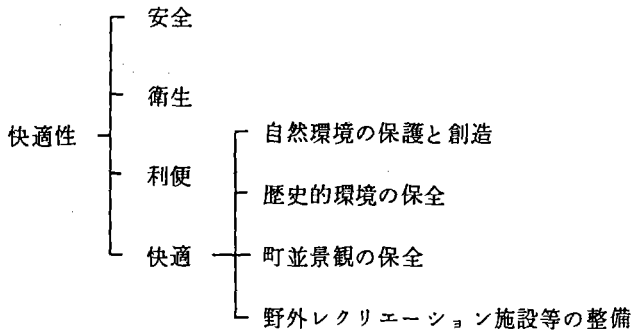 安全
衛生
快適性
自然環境の保護と創造
利便
歴史的環境の保全
快適
町並景観の保全
野外レクリエーション施設等の整備